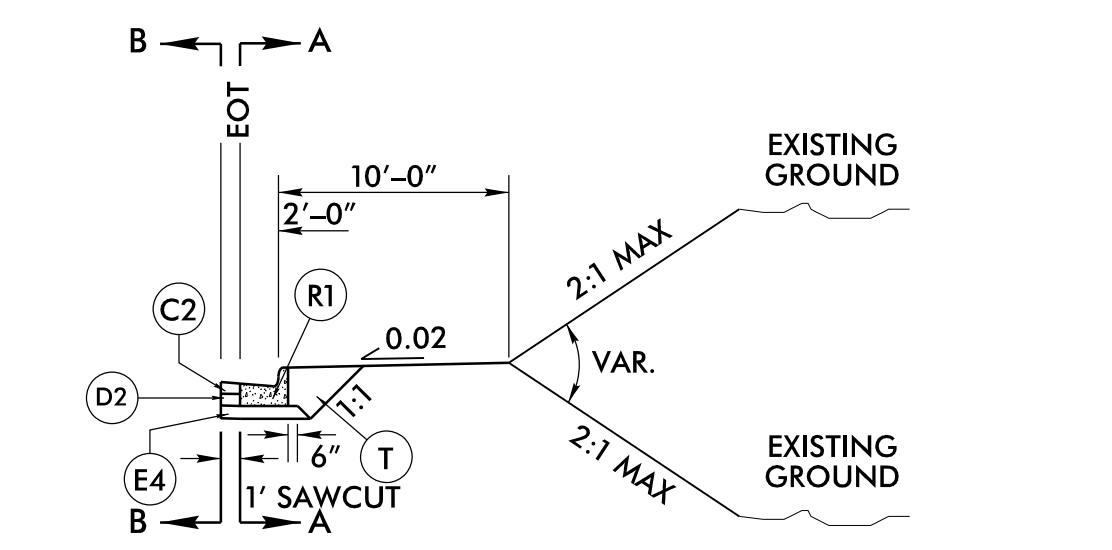 B
A
EOT
EXISTING
GROUND
10′–0″
2′–0″
2:1 MAX
R1
C2
0.02
VAR.
D2
1:1
2:1 MAX
EXISTING
GROUND
6″
T
E4
1′ SAWCUT
B
A